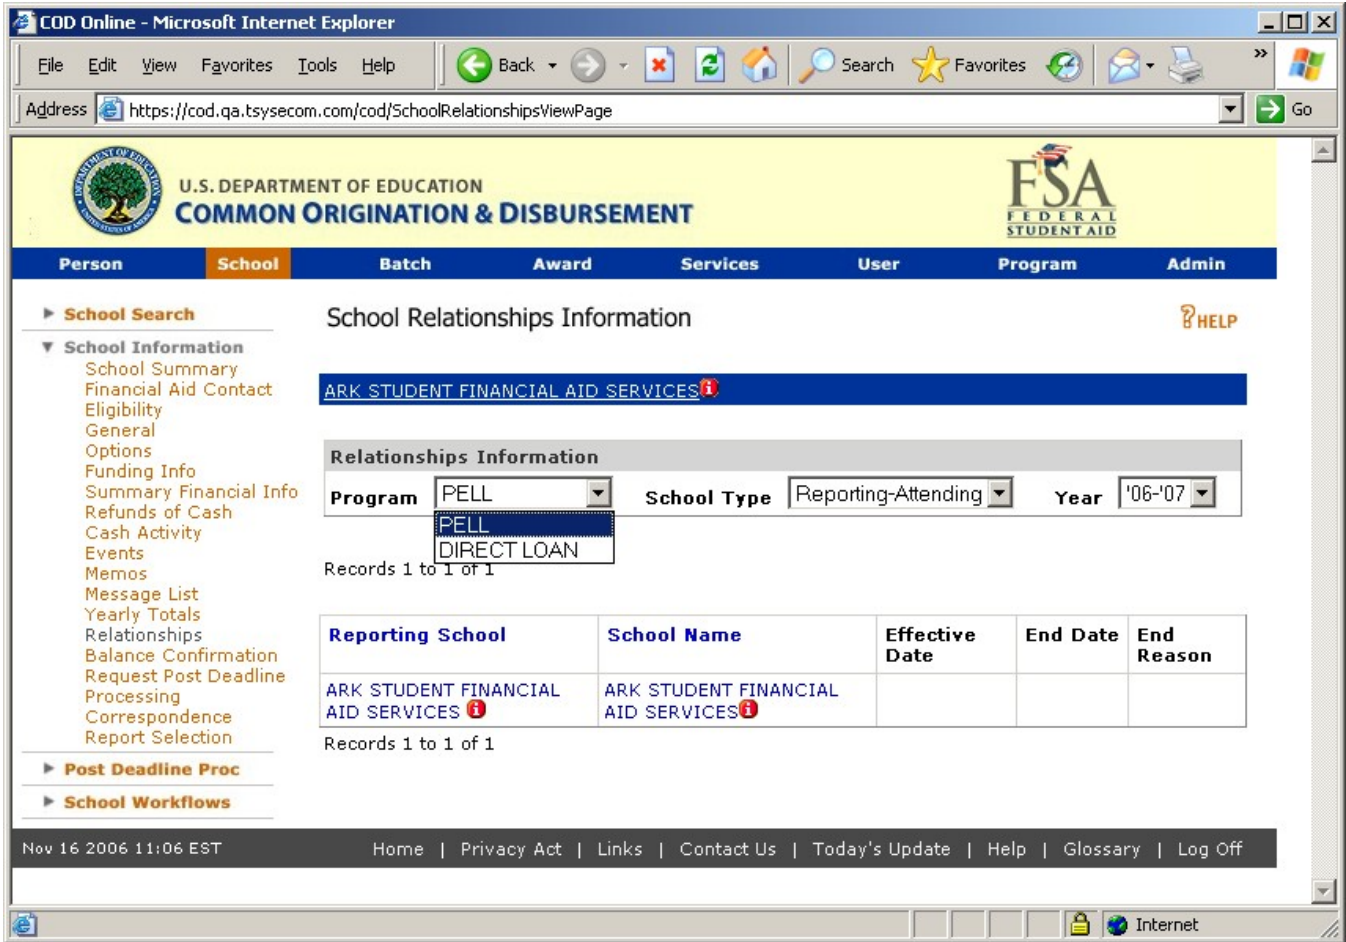 COD Online - Microsoft Internet Explorer
File Edit View Favorites Tools Help Back Search Favorites »
Address https://cod.qa.tsysecom.com/cod/SchoolRelationshipsViewPage Go
U.S. DEPARTMENT OF EDUCATION
COMMON ORIGINATION & DISBURSEMENT
FSA
FEDERAL
STUDENT AID
Person School Batch Award Services User Program Admin
School Search
School Information
School Summary
Financial Aid Contact
Eligibility
General
Options
Funding Info
Summary Financial Info
Refunds of Cash
Cash Activity
Events
Memos
Message List
Yearly Totals
Relationships
Balance Confirmation
Request Post Deadline
Processing
Correspondence
Report Selection
Post Deadline Proc
School Workflows
School Relationships Information
?HELP
ARK STUDENT FINANCIAL AID SERVICES
Relationships Information
Program PELL School Type Reporting-Attending Year '06-'07
PELL
DIRECT LOAN
Records 1 to 1 of 1
Reporting School School Name Effective Date End Date End Reason
ARK STUDENT FINANCIAL AID SERVICES ARK STUDENT FINANCIAL AID SERVICES
Records 1 to 1 of 1
Nov 16 2006 11:06 EST Home | Privacy Act | Links | Contact Us | Today's Update | Help | Glossary | Log Off
Internet